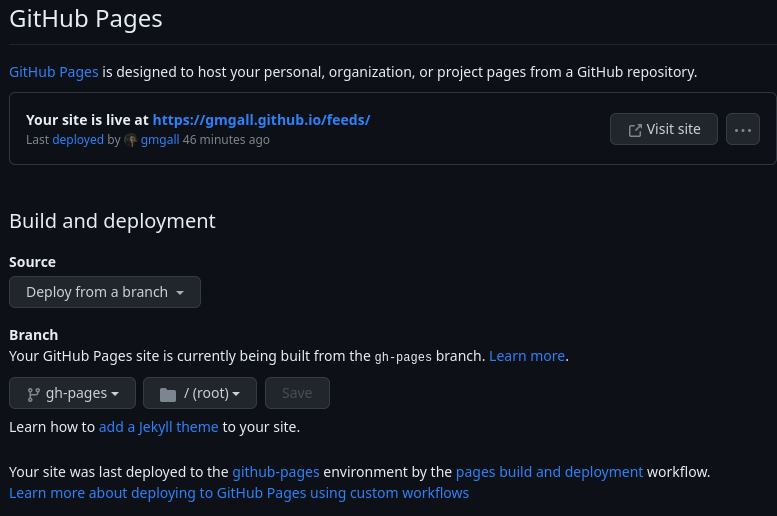 GitHub Pages
GitHub Pages is designed to host your personal, organization, or project pages from a GitHub repository.
Your site is live at https://gmgall.github.io/feeds/
Last deployed by gmgall 46 minutes ago
Visit site
Build and deployment
Source
Deploy from a branch
Branch
Your GitHub Pages site is currently being built from the gh-pages branch. Learn more.
gh-pages
/ (root)
Save
Learn how to add a Jekyll theme to your site.
Your site was last deployed to the github-pages environment by the pages build and deployment workflow.
Learn more about deploying to GitHub Pages using custom workflows